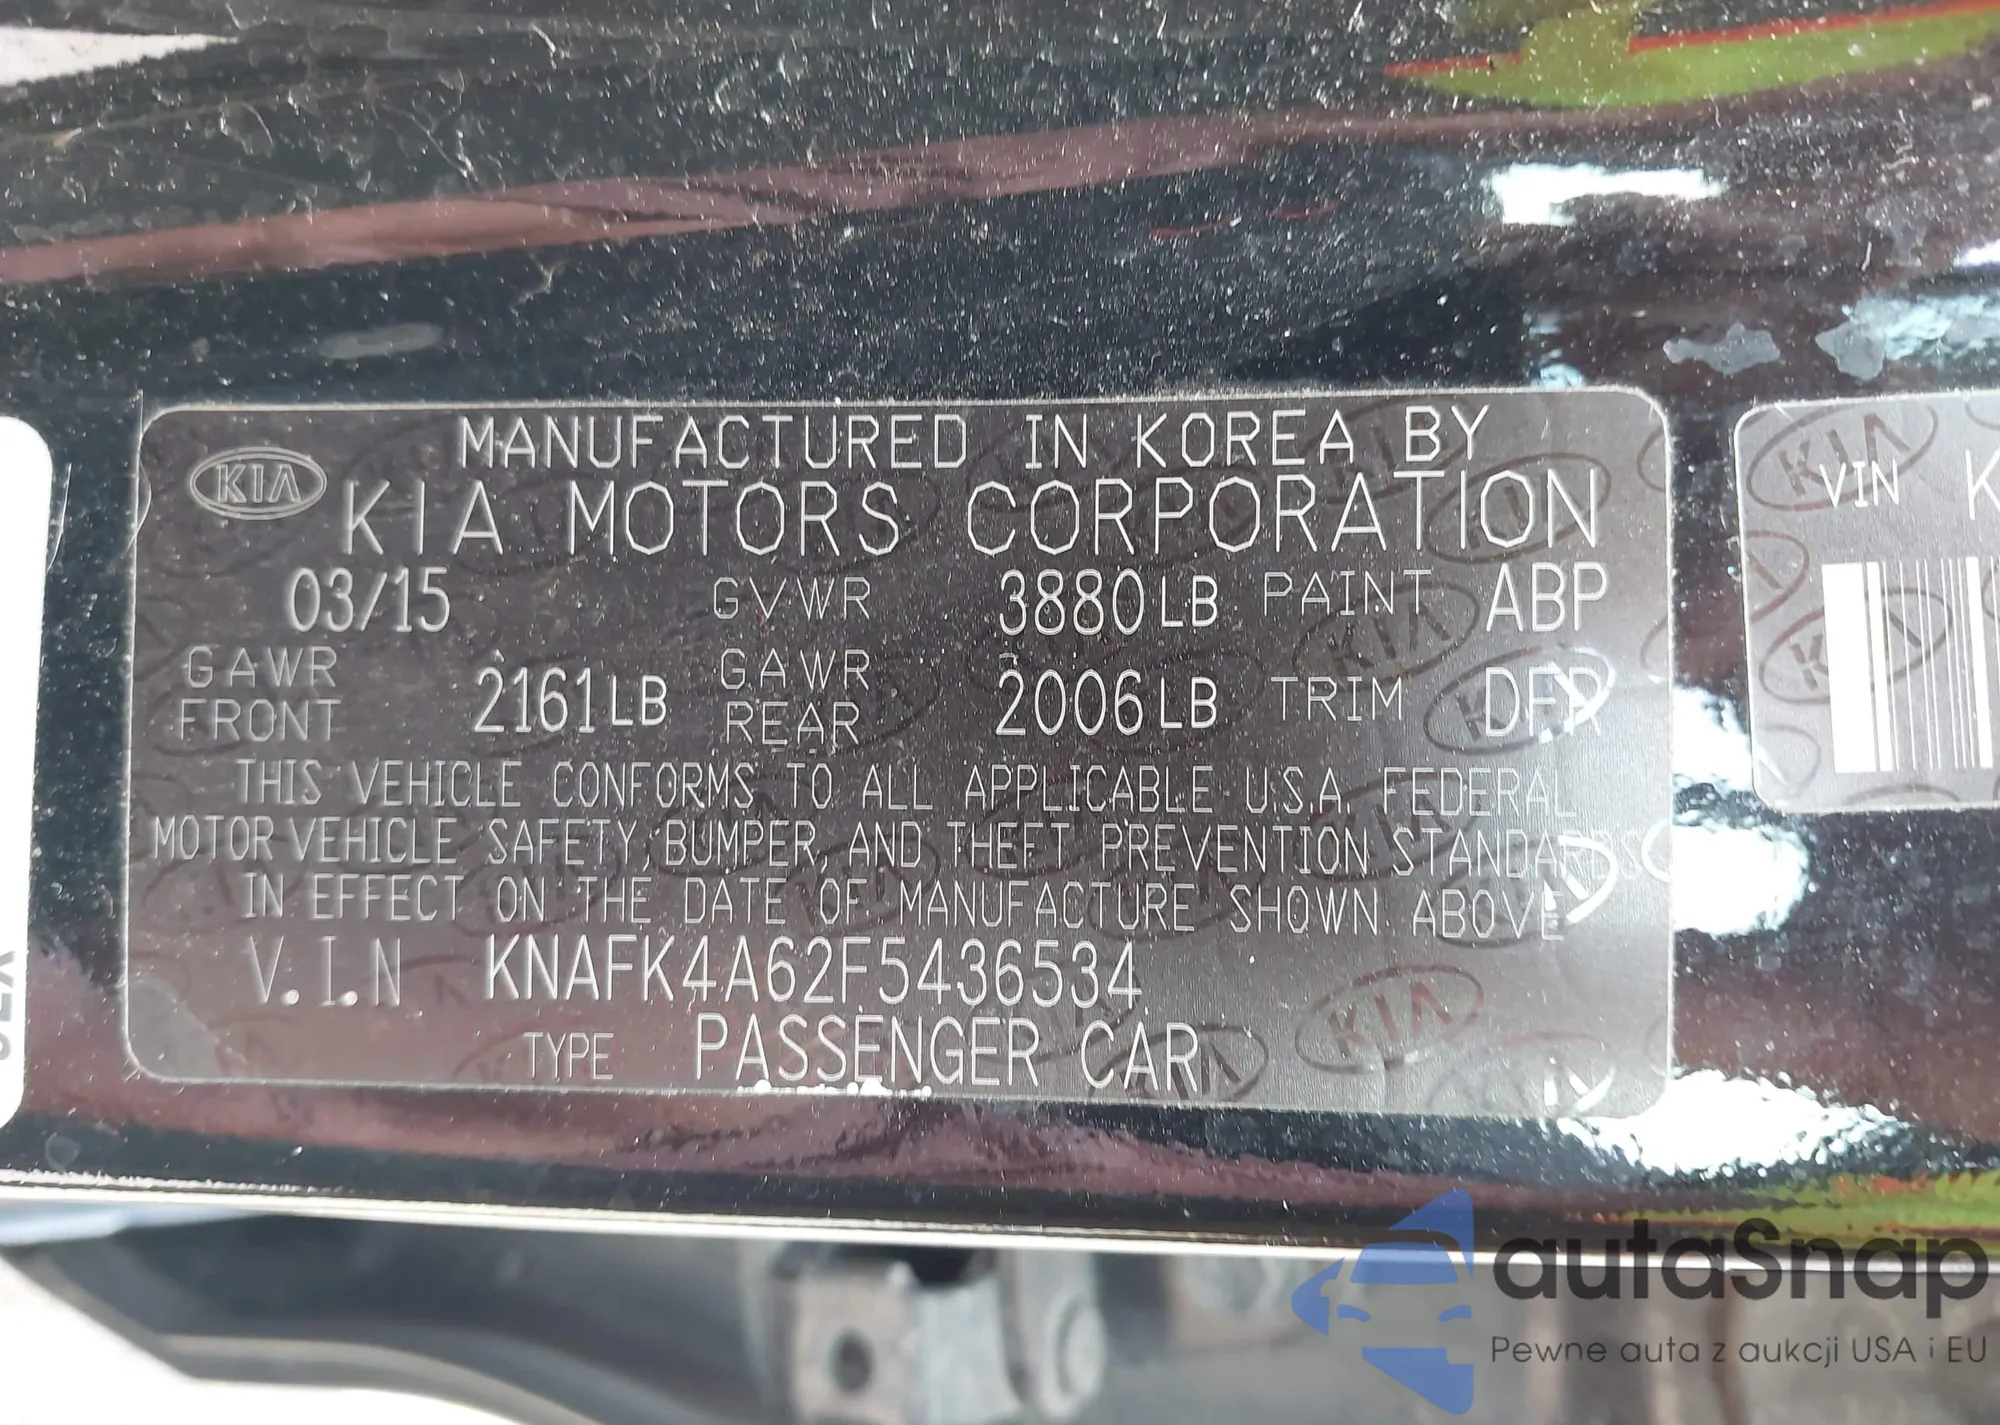 MANUFACTURED IN KOREA BY
KIA KIA MOTORS CORPORATION
03/15 GVWR 3880LB PAINT ABP
GAWR FRONT 2161LB GAWR REAR 2006LB TRIM DFR
THIS VEHICLE CONFORMS TO ALL APPLICABLE U.S.A. FEDERAL
MOTOR VEHICLE SAFETY, BUMPER, AND THEFT PREVENTION STANDARDS
IN EFFECT ON THE DATE OF MANUFACTURE SHOWN ABOVE
V.I.N KNAFK4A62F5436534
TYPE PASSENGER CAR
VIN K
autaSnap
Pewne auta z aukcji USA i EU